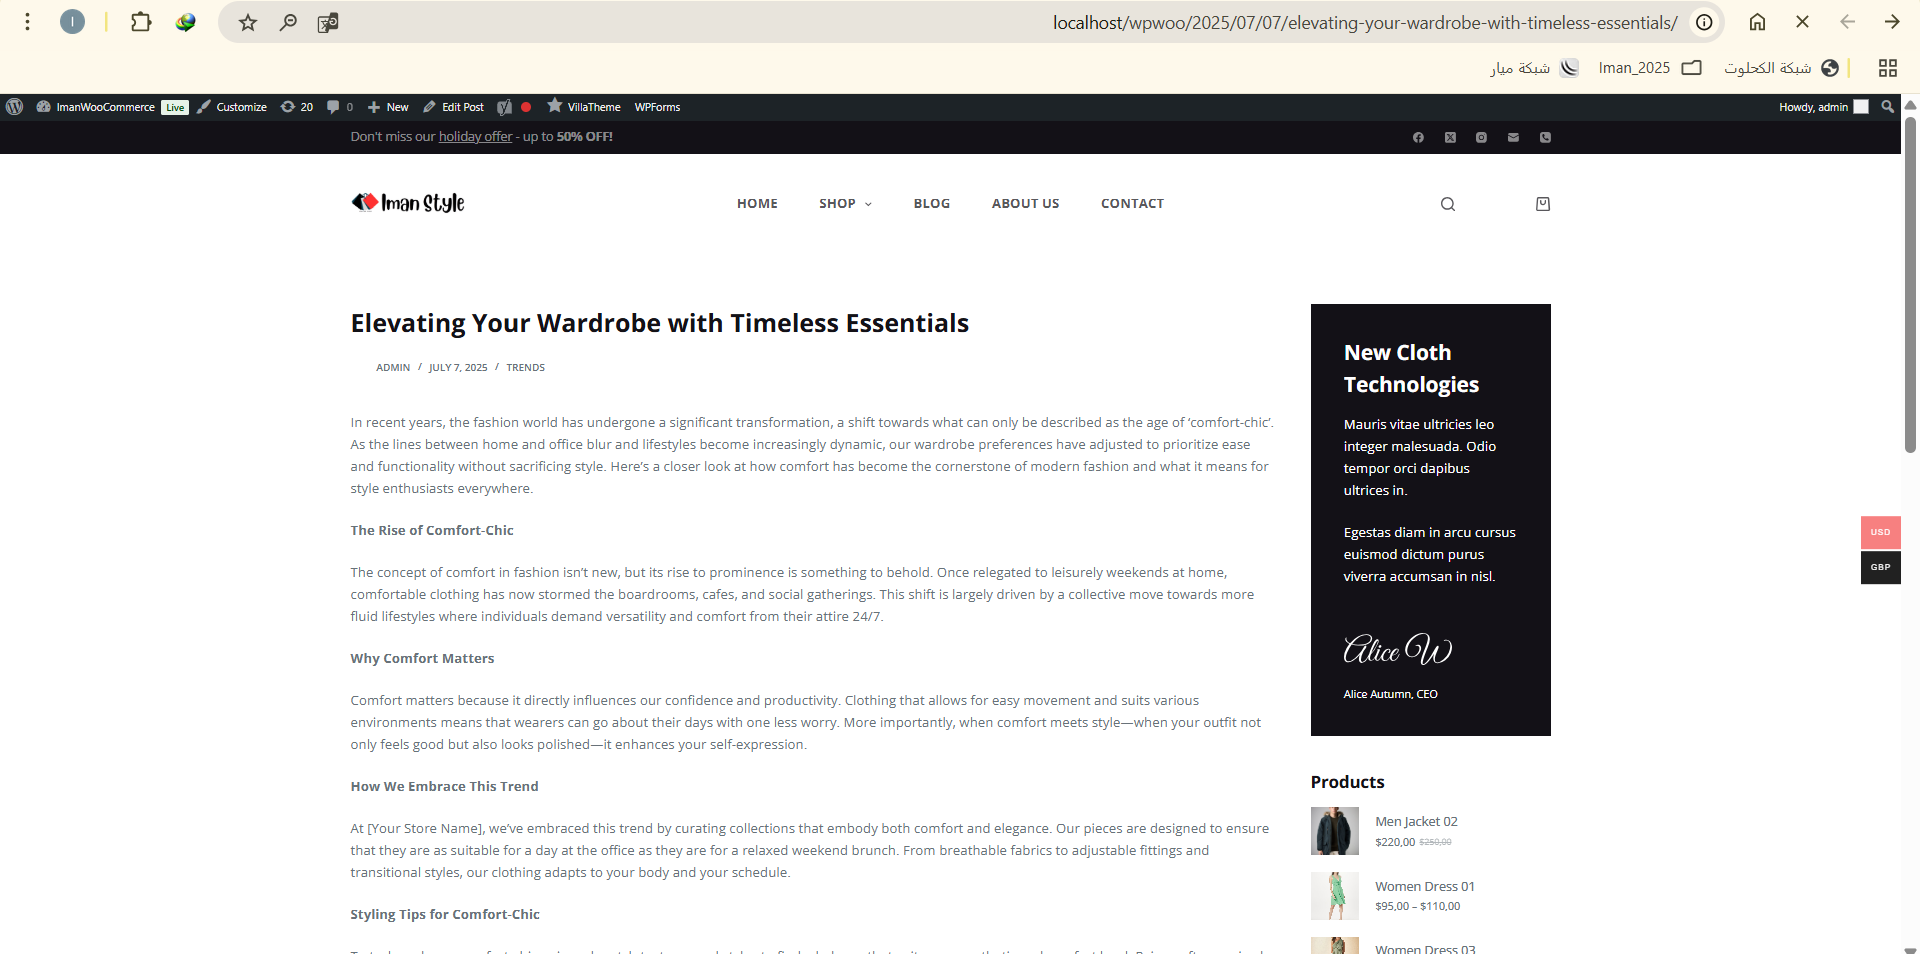 I
localhost/wpwoo/2025/07/07/elevating-your-wardrobe-with-timeless-essentials/
شبكة الكحلوت
Iman_2025
شبكة ميار
ImanWooCommerce Live Customize 20 0 New Edit Post VillaTheme WPForms Howdy, admin
Don't miss our holiday offer - up to 50% OFF!
Iman Style
HOME SHOP BLOG ABOUT US CONTACT
Elevating Your Wardrobe with Timeless Essentials
ADMIN / JULY 7, 2025 / TRENDS
In recent years, the fashion world has undergone a significant transformation, a shift towards what can only be described as the age of ‘comfort-chic’.
As the lines between home and office blur and lifestyles become increasingly dynamic, our wardrobe preferences have adjusted to prioritize ease
and functionality without sacrificing style. Here’s a closer look at how comfort has become the cornerstone of modern fashion and what it means for
style enthusiasts everywhere.
The Rise of Comfort-Chic
The concept of comfort in fashion isn’t new, but its rise to prominence is something to behold. Once relegated to leisurely weekends at home,
comfortable clothing has now stormed the boardrooms, cafes, and social gatherings. This shift is largely driven by a collective move towards more
fluid lifestyles where individuals demand versatility and comfort from their attire 24/7.
Why Comfort Matters
Comfort matters because it directly influences our confidence and productivity. Clothing that allows for easy movement and suits various
environments means that wearers can go about their days with one less worry. More importantly, when comfort meets style—when your outfit not
only feels good but also looks polished—it enhances your self-expression.
How We Embrace This Trend
At [Your Store Name], we’ve embraced this trend by curating collections that embody both comfort and elegance. Our pieces are designed to ensure
that they are as suitable for a day at the office as they are for a relaxed weekend brunch. From breathable fabrics to adjustable fittings and
transitional styles, our clothing adapts to your body and your schedule.
Styling Tips for Comfort-Chic
New Cloth
Technologies
Mauris vitae ultricies leo
integer malesuada. Odio
tempor orci dapibus
ultrices in.
Egestas diam in arcu cursus
euismod dictum purus
viverra accumsan in nisl.
Alice W
Alice Autumn, CEO
Products
Men Jacket 02
$220,00 $250,00
Women Dress 01
$95,00 – $110,00
Women Dress 03
USD
GBP